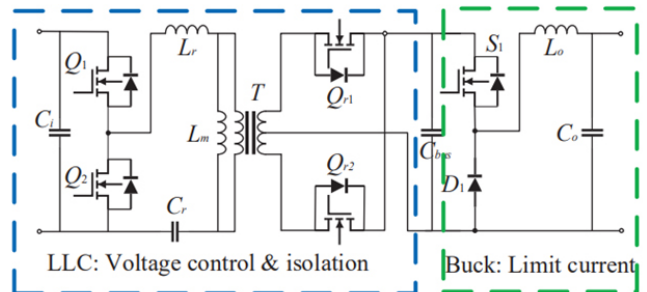 Q1
Q2
Ci
Lr
Lm
Cr
T
Qr1
Qr2
Cbus
S1
D1
Lo
Co
LLC: Voltage control & isolation
Buck: Limit current